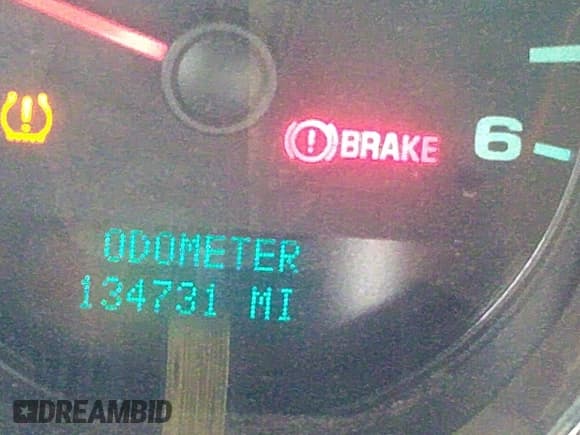 BRAKE
6
ODOMETER
134731 MI
DREAMBID